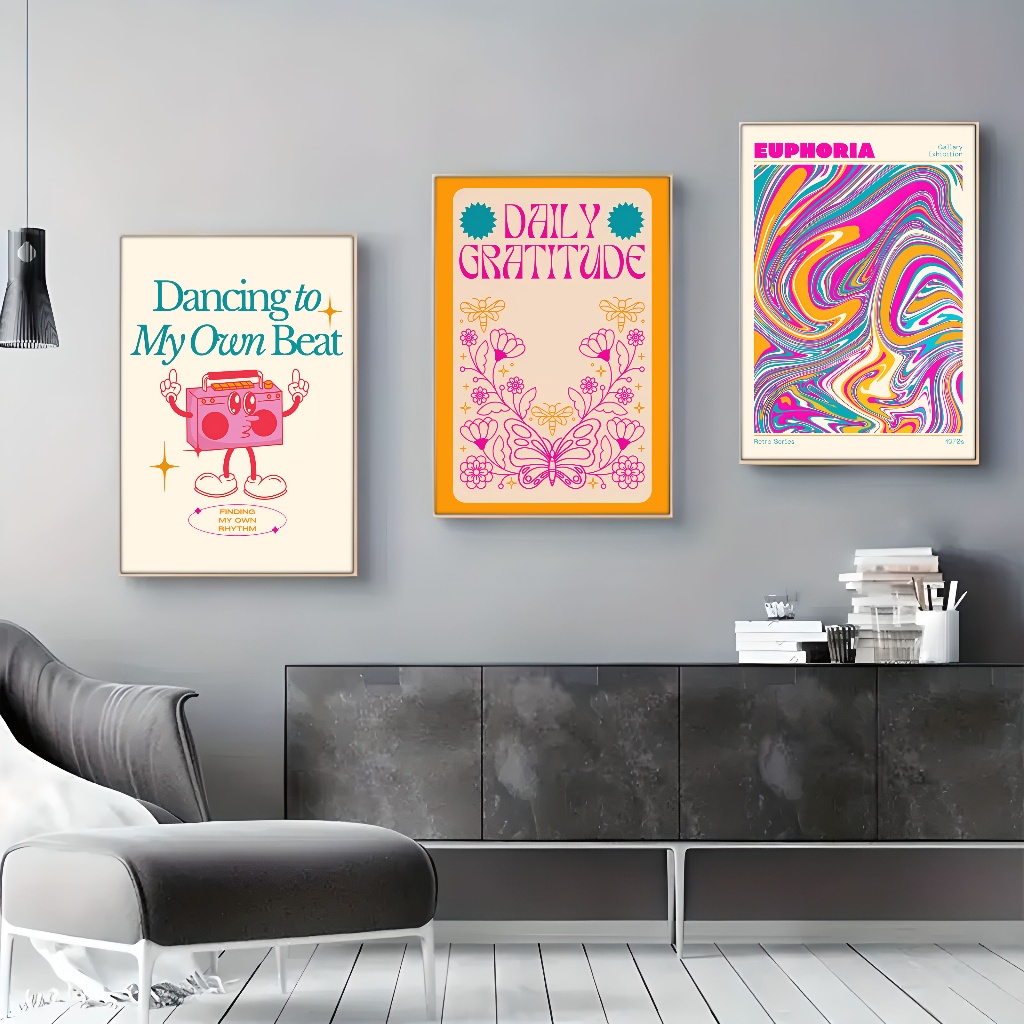 Dancing to
My Own Beat
FINDING
MY OWN
RHYTHM
DAILY
GRATITUDE
EUPHORIA
Gallery
Exhibition
Retro Series
1970s